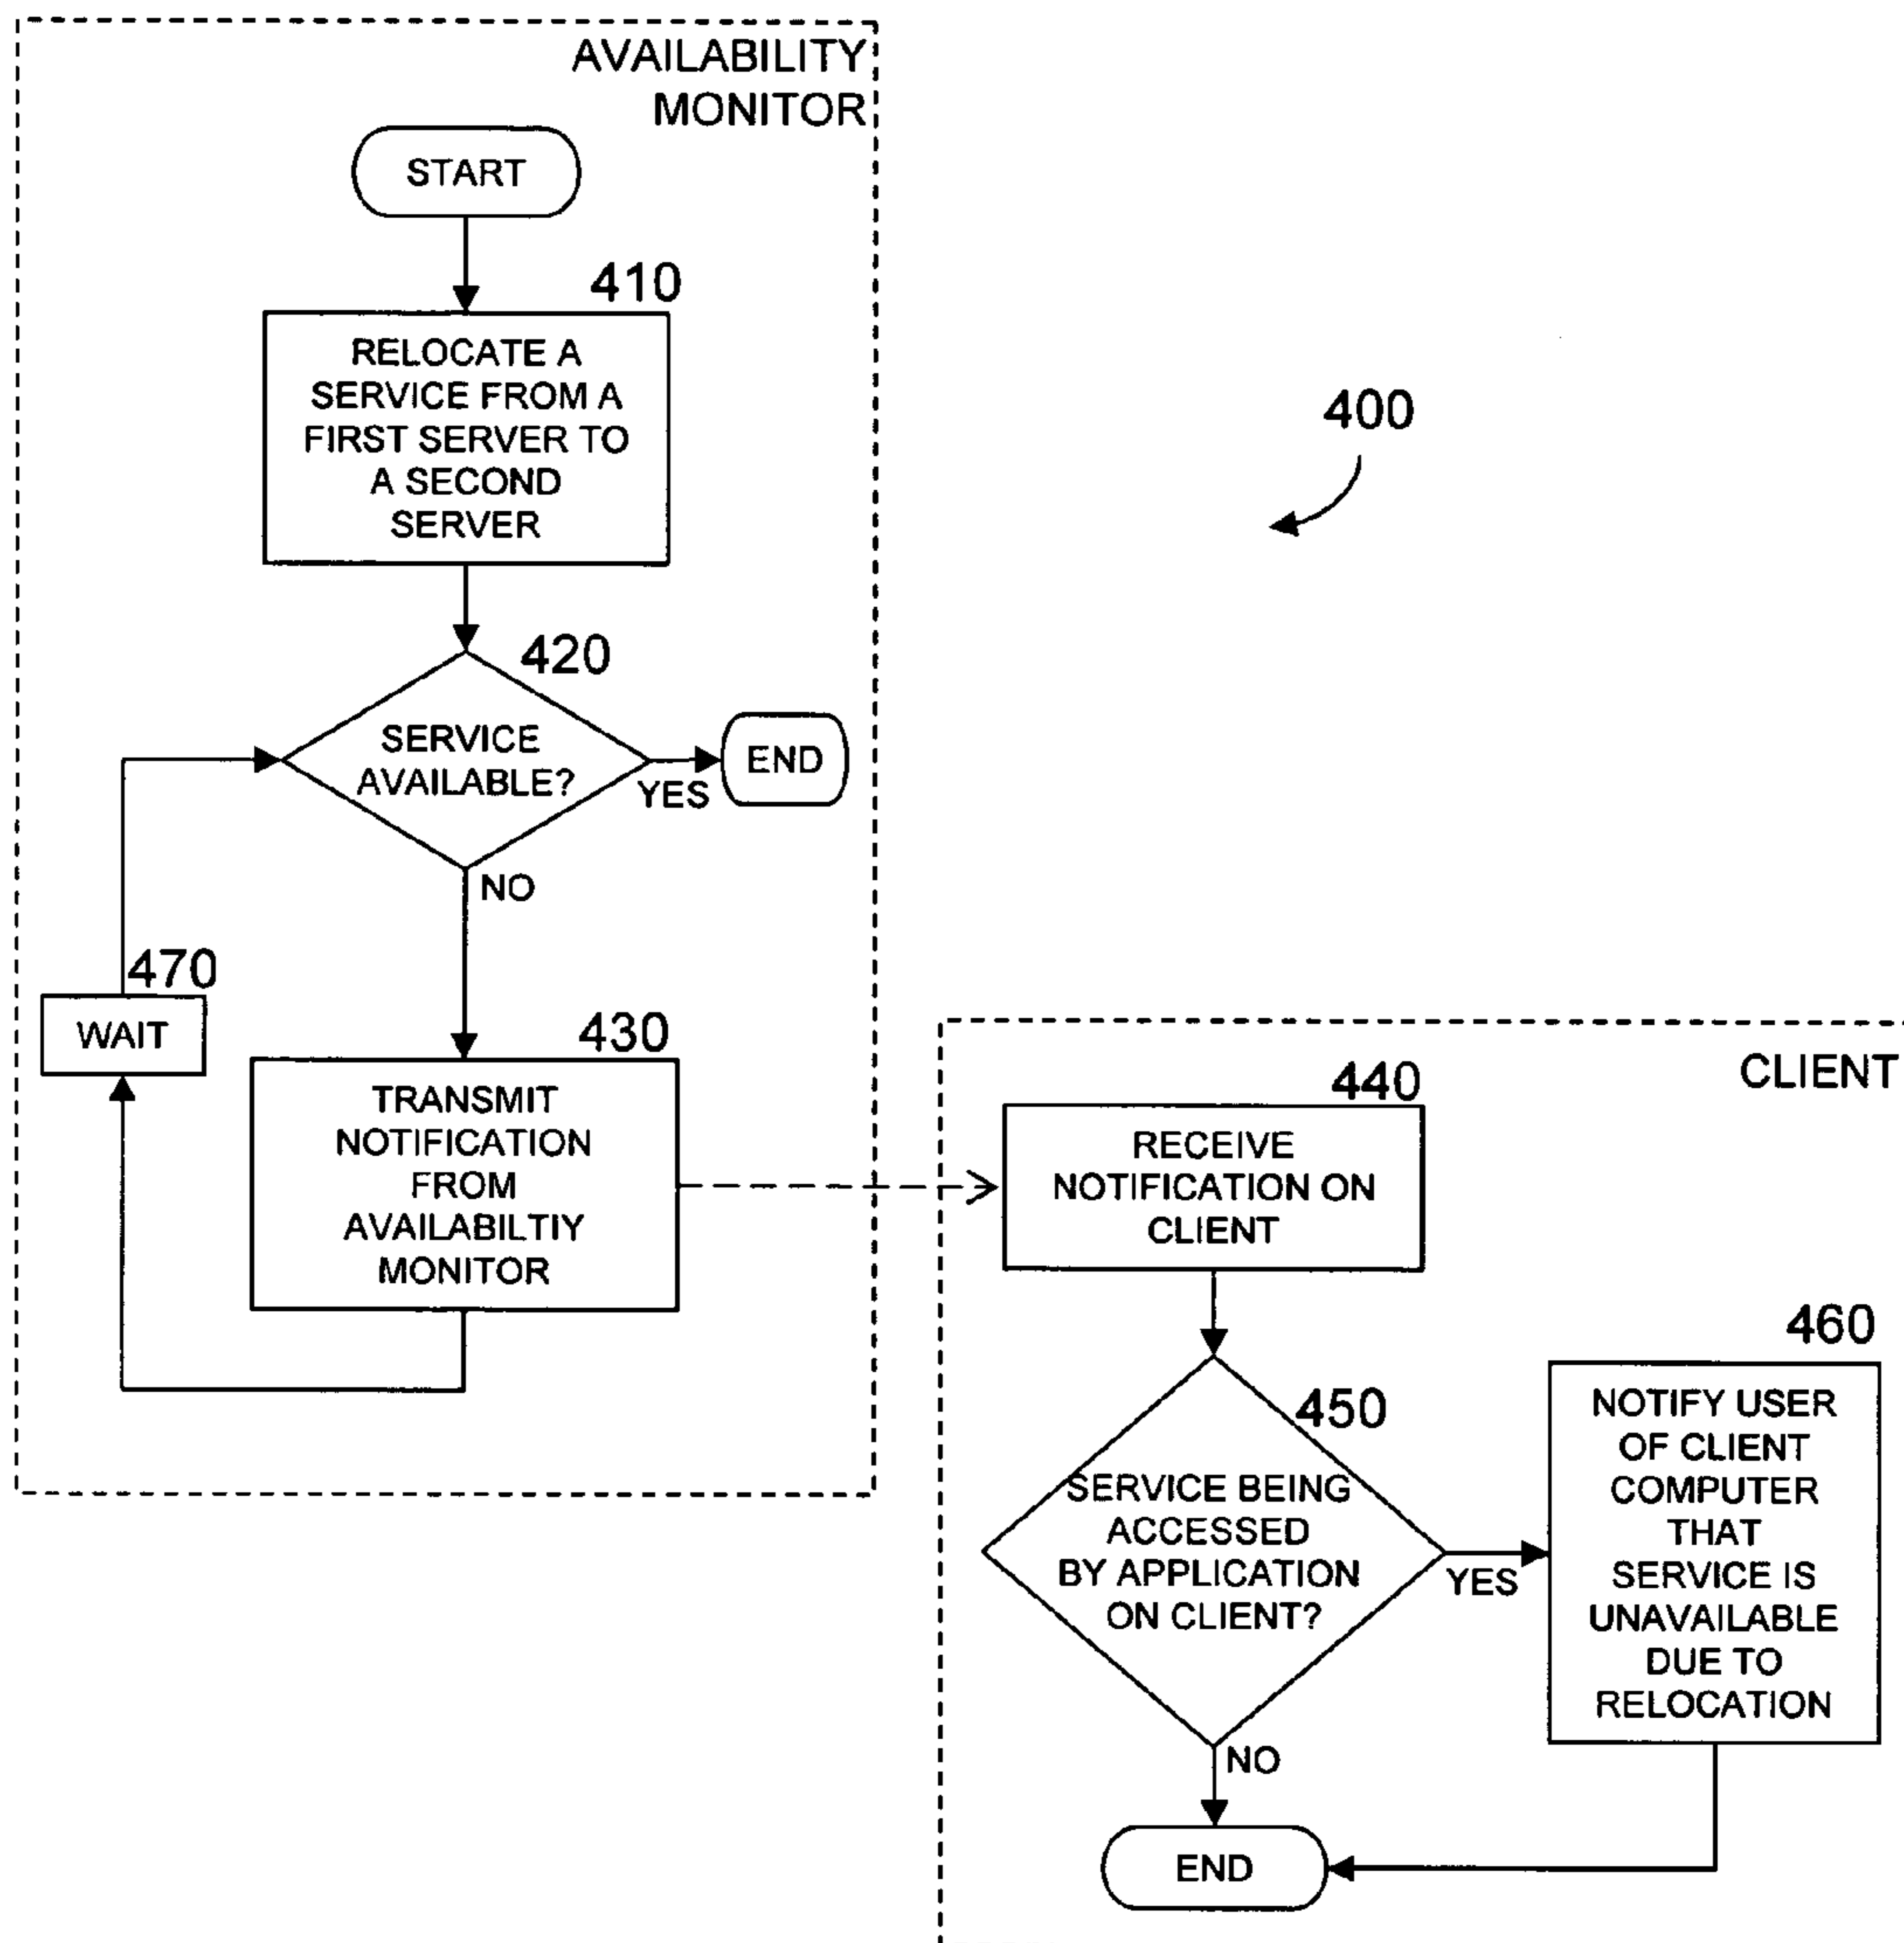 AVAILABILITY
MONITOR
START
410
RELOCATE A
SERVICE FROM A
FIRST SERVER TO
A SECOND
SERVER
400
420
SERVICE
AVAILABLE?
YES
END
NO
470
WAIT
430
TRANSMIT
NOTIFICATION
FROM
AVAILABILTIY
MONITOR
CLIENT
440
RECEIVE
NOTIFICATION ON
CLIENT
450
SERVICE BEING
ACCESSED
BY APPLICATION
ON CLIENT?
YES
460
NOTIFY USER
OF CLIENT
COMPUTER
THAT
SERVICE IS
UNAVAILABLE
DUE TO
RELOCATION
NO
END